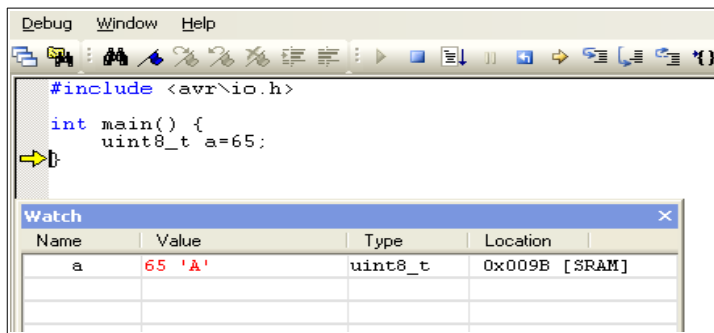 Debug Window Help
#include <avr\io.h>
int main() {
uint8_t a=65;
}
Watch
Name Value Type Location
a 65 'A' uint8_t 0x009B [SRAM]